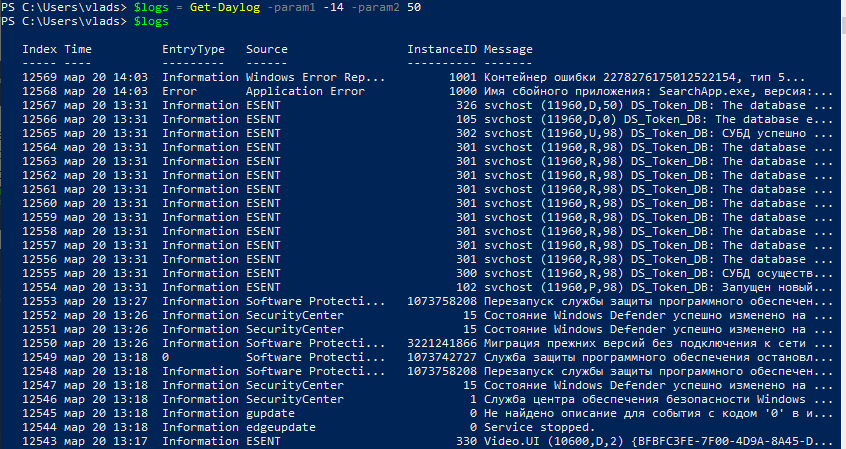 PS C:\Users\vlads> $logs = Get-Daylog -param1 -14 -param2 50
PS C:\Users\vlads> $logs
Index Time EntryType Source InstanceID Message
----- ---- --------- ------ ---------- -------
12569 мар 20 14:03 Information Windows Error Rep... 1001 Контейнер ошибки 2278276175012522154, тип 5...
12568 мар 20 14:03 Error Application Error 1000 Имя сбойного приложения: SearchApp.exe, версия:...
12567 мар 20 13:31 Information ESENT 326 svchost (11960,D,50) DS_Token_DB: The database ...
12566 мар 20 13:31 Information ESENT 105 svchost (11960,D,0) DS_Token_DB: The database e...
12565 мар 20 13:31 Information ESENT 302 svchost (11960,U,98) DS_Token_DB: СУБД успешно ...
12564 мар 20 13:31 Information ESENT 301 svchost (11960,R,98) DS_Token_DB: The database ...
12563 мар 20 13:31 Information ESENT 301 svchost (11960,R,98) DS_Token_DB: The database ...
12562 мар 20 13:31 Information ESENT 301 svchost (11960,R,98) DS_Token_DB: The database ...
12561 мар 20 13:31 Information ESENT 301 svchost (11960,R,98) DS_Token_DB: The database ...
12560 мар 20 13:31 Information ESENT 301 svchost (11960,R,98) DS_Token_DB: The database ...
12559 мар 20 13:31 Information ESENT 301 svchost (11960,R,98) DS_Token_DB: The database ...
12558 мар 20 13:31 Information ESENT 301 svchost (11960,R,98) DS_Token_DB: The database ...
12557 мар 20 13:31 Information ESENT 301 svchost (11960,R,98) DS_Token_DB: The database ...
12556 мар 20 13:31 Information ESENT 301 svchost (11960,R,98) DS_Token_DB: The database ...
12555 мар 20 13:31 Information ESENT 300 svchost (11960,R,98) DS_Token_DB: СУБД осуществ...
12554 мар 20 13:31 Information ESENT 102 svchost (11960,P,98) DS_Token_DB: Запущен новый...
12553 мар 20 13:27 Information Software Protecti... 1073758208 Перезапуск службы защиты программного обеспечен...
12552 мар 20 13:26 Information SecurityCenter 15 Состояние Windows Defender успешно изменено на ...
12551 мар 20 13:26 Information SecurityCenter 15 Состояние Windows Defender успешно изменено на ...
12550 мар 20 13:26 Information Software Protecti... 3221241866 Миграция прежних версий без подключения к сети ...
12549 мар 20 13:18 0 Software Protecti... 1073742727 Служба защиты программного обеспечения остановл...
12548 мар 20 13:18 Information Software Protecti... 1073758208 Перезапуск службы защиты программного обеспечен...
12547 мар 20 13:18 Information SecurityCenter 15 Состояние Windows Defender успешно изменено на ...
12546 мар 20 13:18 Information SecurityCenter 1 Служба центра обеспечения безопасности Windows ...
12545 мар 20 13:18 Information gupdate 0 Не найдено описание для события с кодом '0' в и...
12544 мар 20 13:18 Information edgeupdate 0 Service stopped.
12543 мар 20 13:17 Information ESENT 330 Video.UI (10600,D,2) {BFBFC3FE-7F00-4D9A-8A45-D...